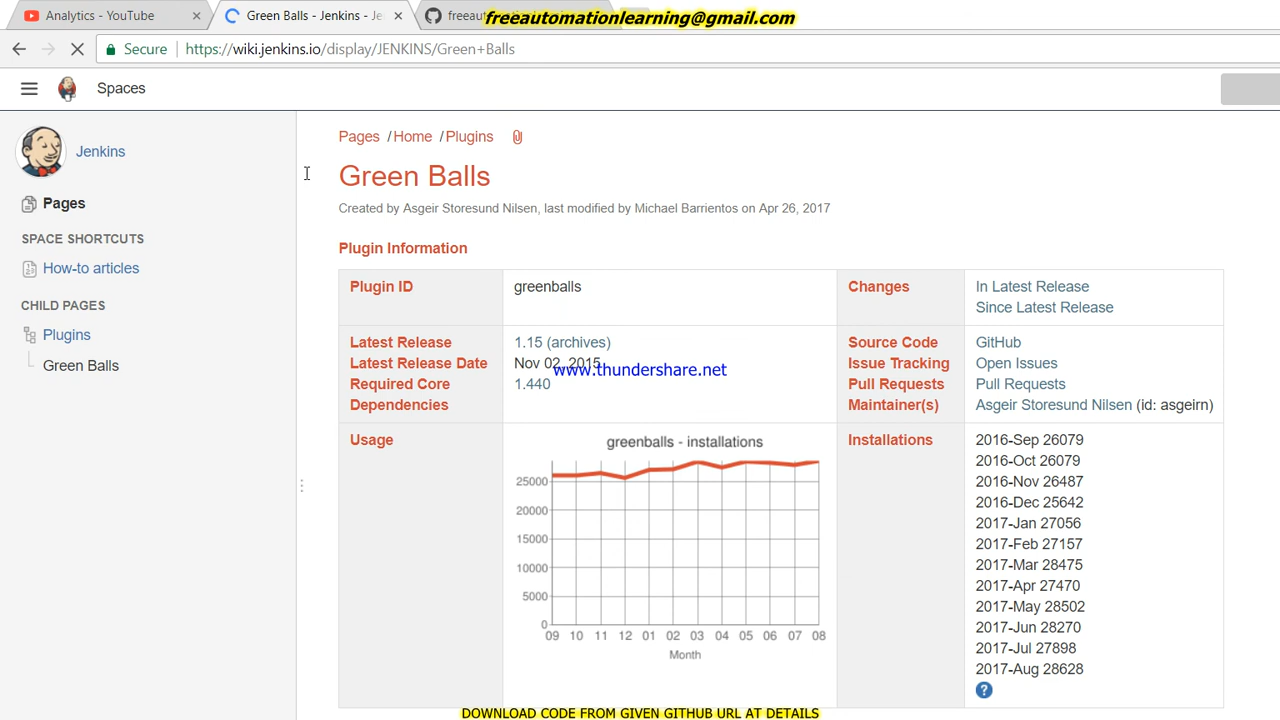 Analytics - YouTube
Green Balls - Jenkins - Je
freeau
freeautomationlearning@gmail.com
Secure
https://wiki.jenkins.io/display/JENKINS/Green+Balls
Spaces
Jenkins
Pages
SPACE SHORTCUTS
How-to articles
CHILD PAGES
Plugins
Green Balls
Pages / Home / Plugins
Green Balls
Created by Asgeir Storesund Nilsen, last modified by Michael Barrientos on Apr 26, 2017
Plugin Information
Plugin ID
greenballs
Changes
In Latest Release
Since Latest Release
Latest Release
1.15 (archives)
Latest Release Date
Nov 02, 2015
Required Core
1.440
Dependencies
www.thundershare.net
Source Code
GitHub
Issue Tracking
Open Issues
Pull Requests
Pull Requests
Maintainer(s)
Asgeir Storesund Nilsen (id: asgeirn)
Usage
greenballs - installations
25000
20000
15000
10000
5000
0
09 10 11 12 01 02 03 04 05 06 07 08
Month
Installations
2016-Sep 26079
2016-Oct 26079
2016-Nov 26487
2016-Dec 25642
2017-Jan 27056
2017-Feb 27157
2017-Mar 28475
2017-Apr 27470
2017-May 28502
2017-Jun 28270
2017-Jul 27898
2017-Aug 28628
?
DOWNLOAD CODE FROM GIVEN GITHUB URL AT DETAILS